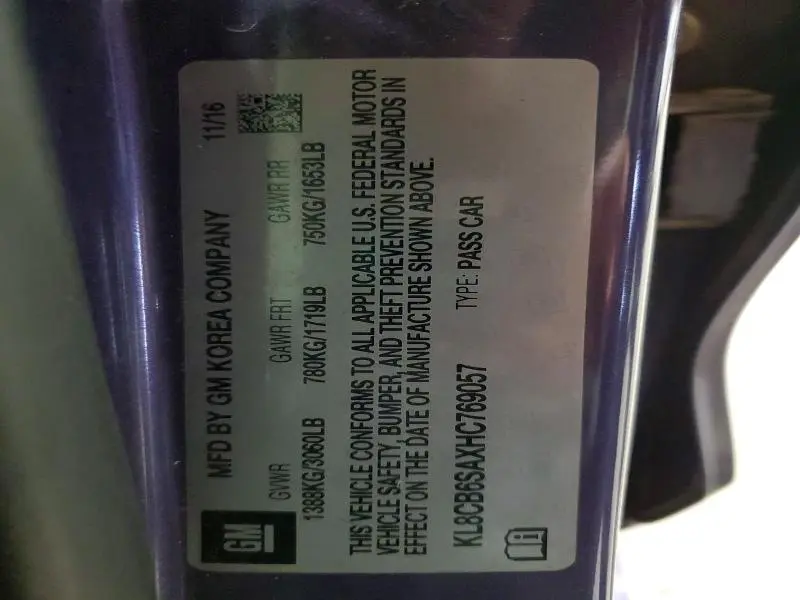 GM
MFD BY GM KOREA COMPANY 11/16
GVWR GAWR FRT GAWR RR
1388KG/3060LB 780KG/1719LB 750KG/1653LB
THIS VEHICLE CONFORMS TO ALL APPLICABLE U.S. FEDERAL MOTOR
VEHICLE SAFETY, BUMPER, AND THEFT PREVENTION STANDARDS IN
EFFECT ON THE DATE OF MANUFACTURE SHOWN ABOVE.
KL8CB6SAXHC769057 TYPE: PASS CAR